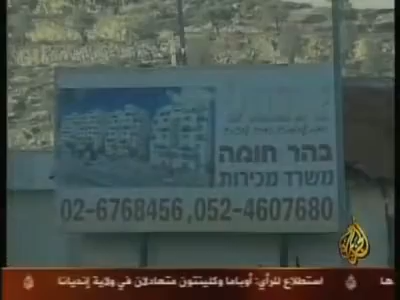 בהר חומה
משרד מכירות
02-6768456,052-4607680
استطلاع للرأي: أوباما وكلينتون متعادلان في ولاية إنديانا